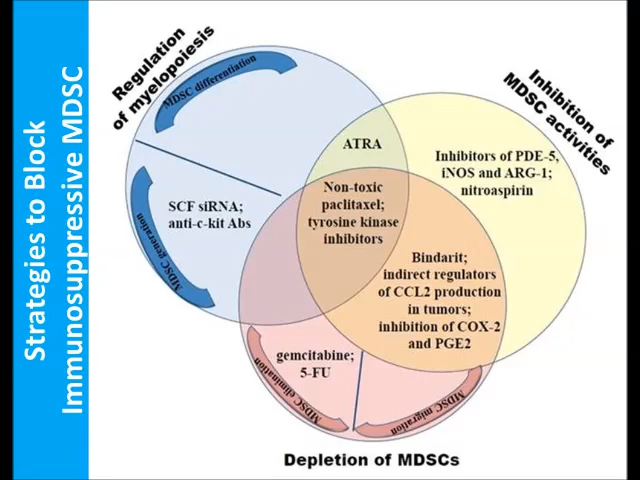 Strategies to Block
Immunosuppressive MDSC
Regulation
of myelopoiesis
MDSC differentiation
Inhibition of
MDSC activities
ATRA
Inhibitors of PDE-5,
iNOS and ARG-1;
nitroaspirin
SCF siRNA;
anti-c-kit Abs
MDSC generation
Non-toxic
paclitaxel;
tyrosine kinase
inhibitors
Bindarit;
indirect regulators
of CCL2 production
in tumors;
inhibition of COX-2
and PGE2
gemcitabine;
5-FU
MDSC elimination
MDSC migration
Depletion of MDSCs